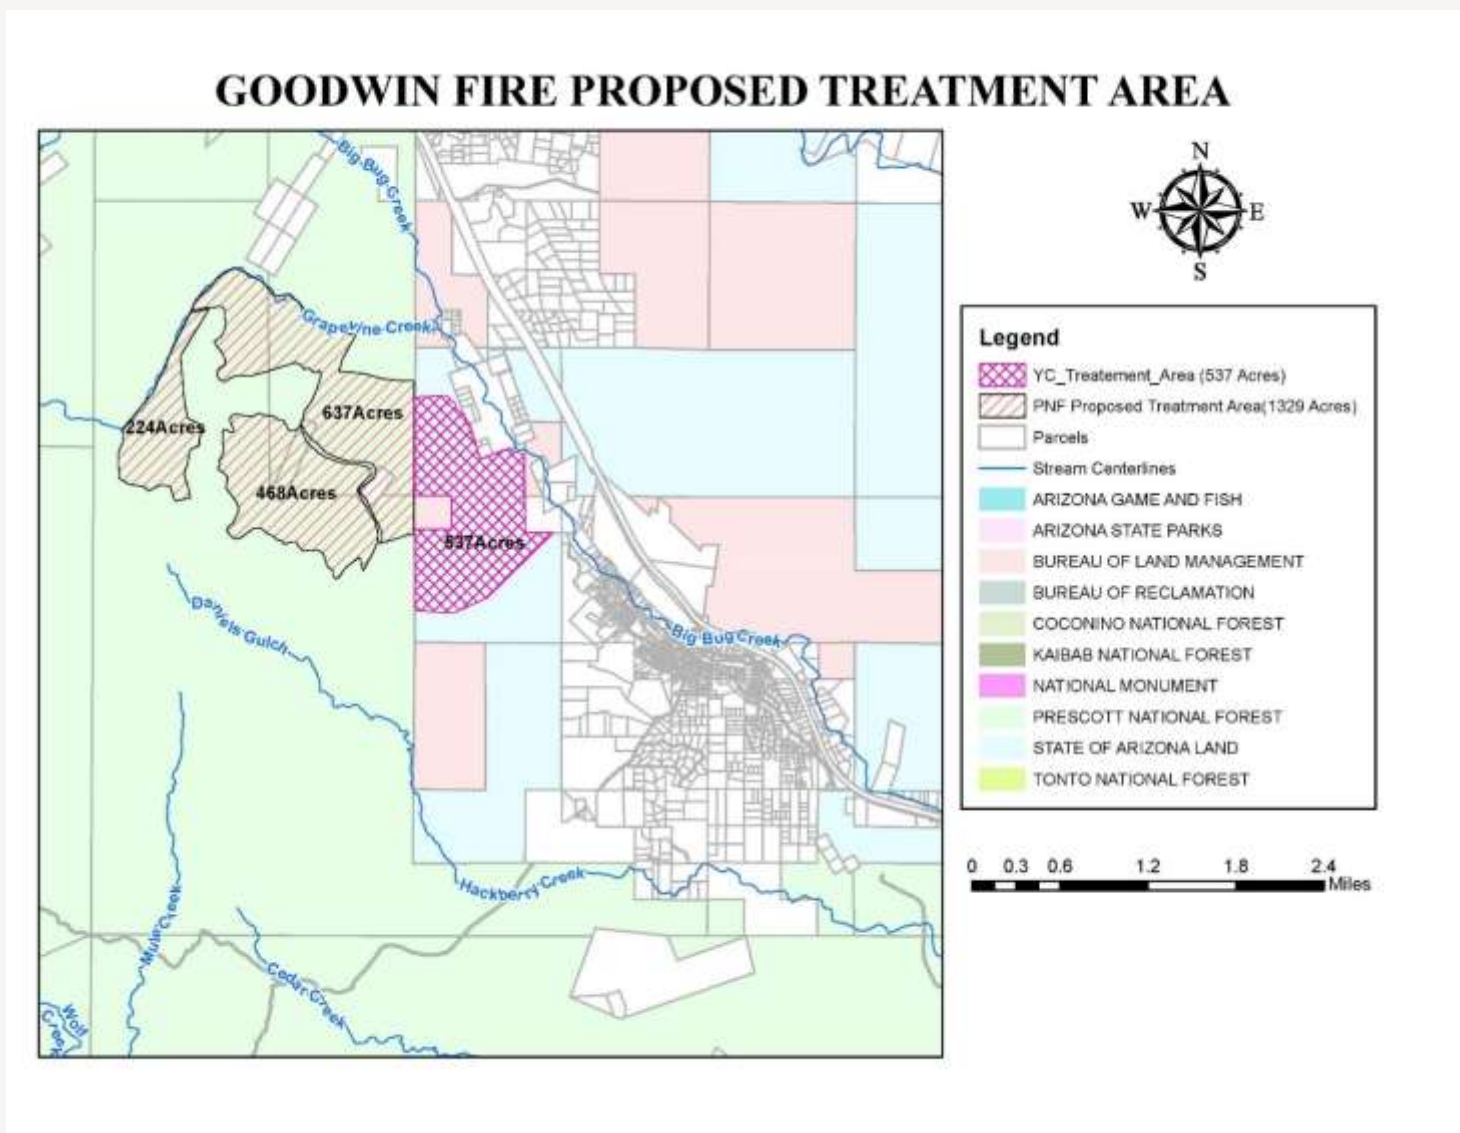 GOODWIN FIRE PROPOSED TREATMENT AREA
Big Bug Creek
Grapevine Creek
224Acres
637Acres
468Acres
537Acres
Daniels Gulch
Big Bug Creek
Hackberry Creek
Mule Creek
Cedar Creek
Wolf
Creek
N
W
E
S
Legend
YC_Treatement_Area (537 Acres)
PNF Proposed Treatment Area(1329 Acres)
Parcels
Stream Centerlines
ARIZONA GAME AND FISH
ARIZONA STATE PARKS
BUREAU OF LAND MANAGEMENT
BUREAU OF RECLAMATION
COCONINO NATIONAL FOREST
KAIBAB NATIONAL FOREST
NATIONAL MONUMENT
PRESCOTT NATIONAL FOREST
STATE OF ARIZONA LAND
TONTO NATIONAL FOREST
0 0.3 0.6 1.2 1.8 2.4
Miles